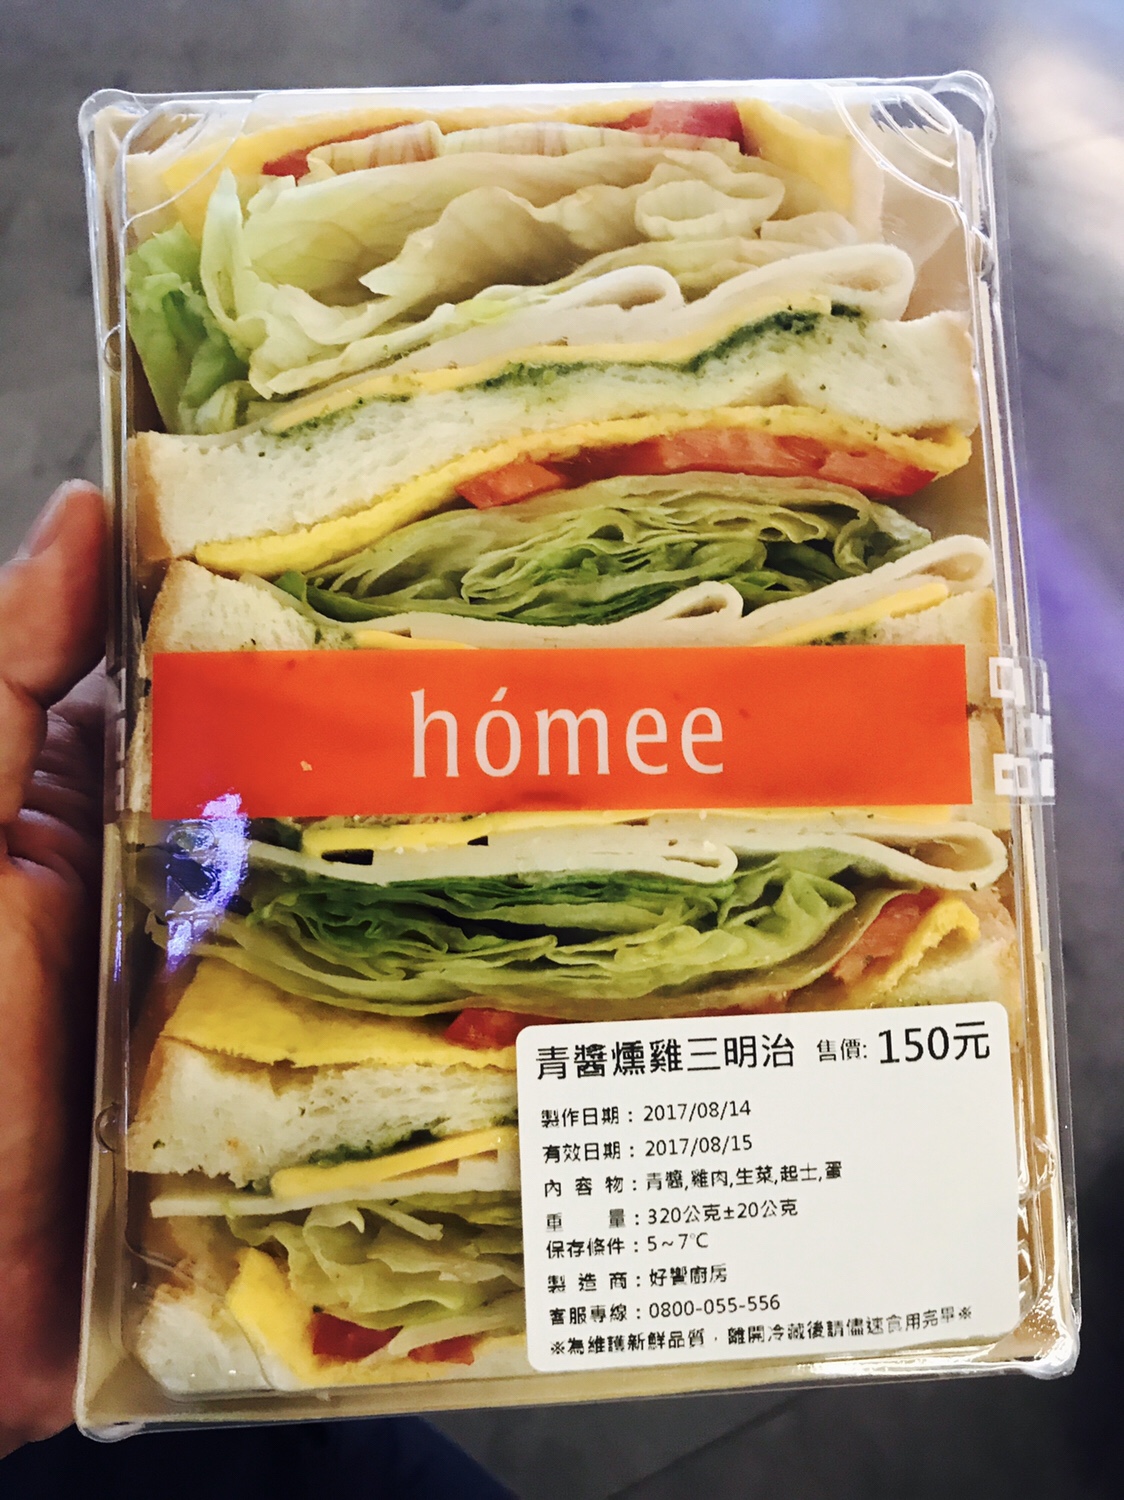 hómee
青醬燻雞三明治 售價: 150元
製作日期：2017/08/14
有效日期：2017/08/15
內容物：青醬,雞肉,生菜,起士,蛋
重量：320公克±20公克
保存條件：5~7℃
製造商：好饗廚房
客服專線：0800-055-556
※為維護新鮮品質，離開冷藏後請儘速食用完畢※